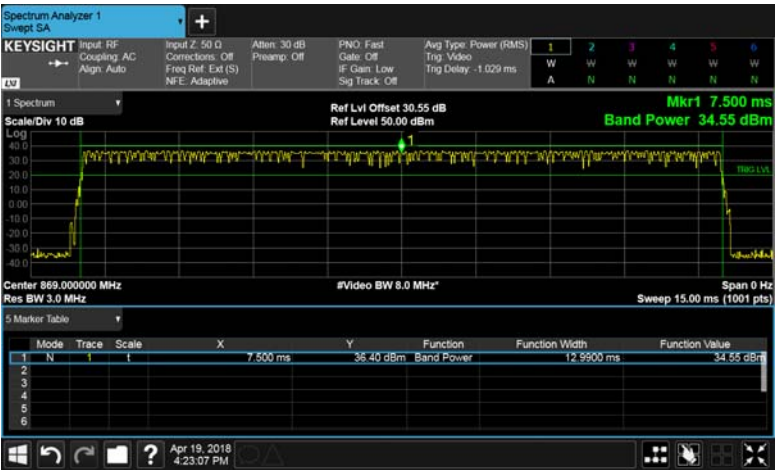 Spectrum Analyzer 1
Swept SA
+
KEYSIGHT Input: RF Input Z: 50 Ω Atten: 30 dB PNO: Fast Avg Type: Power (RMS) 1 2 3 4 5 6
Coupling: AC Corrections: Off Preamp: Off Gate: Off Trig: Video W W W W W W
Align: Auto Freq Ref: Ext (S) IF Gain: Low Trig Delay: -1.029 ms
LXI NFE: Adaptive Sig Track: Off A N N N N N
1 Spectrum Ref Lvl Offset 30.55 dB Mkr1 7.500 ms
Scale/Div 10 dB Ref Level 50.00 dBm Band Power 34.55 dBm
Log
1
40.0
30.0
TRIG LVL
20.0
10.0
0.00
-10.0
-20.0
-30.0
-40.0
Center 869.000000 MHz #Video BW 8.0 MHz* Span 0 Hz
Res BW 3.0 MHz Sweep 15.00 ms (1001 pts)
5 Marker Table
Mode Trace Scale X Y Function Function Width Function Value
1 N 1 t 7.500 ms 36.40 dBm Band Power 12.9900 ms 34.55 dBm
2
3
4
5
6
? Apr 19, 2018
4:23:07 PM